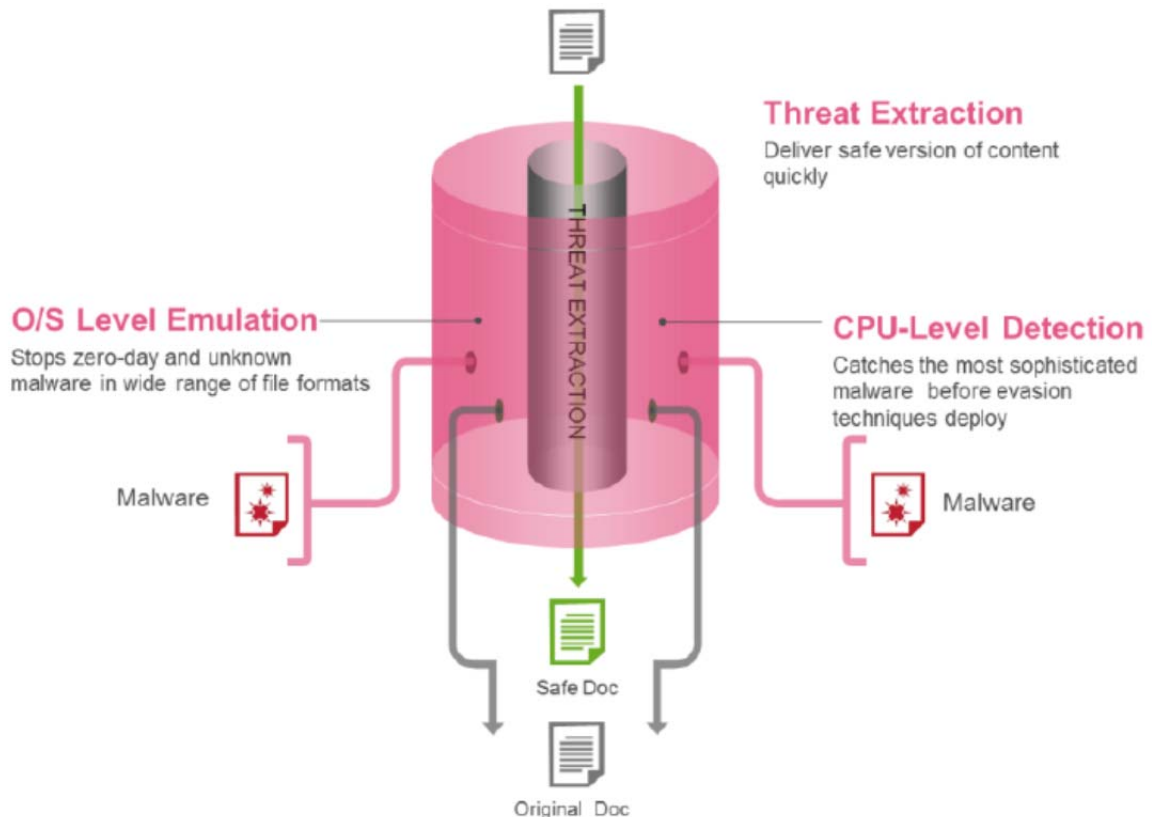 Threat Extraction
Deliver safe version of content
quickly
THREAT EXTRACTION
O/S Level Emulation
Stops zero-day and unknown
malware in wide range of file formats
CPU-Level Detection
Catches the most sophisticated
malware before evasion
techniques deploy
Malware
Malware
Safe Doc
Original Doc